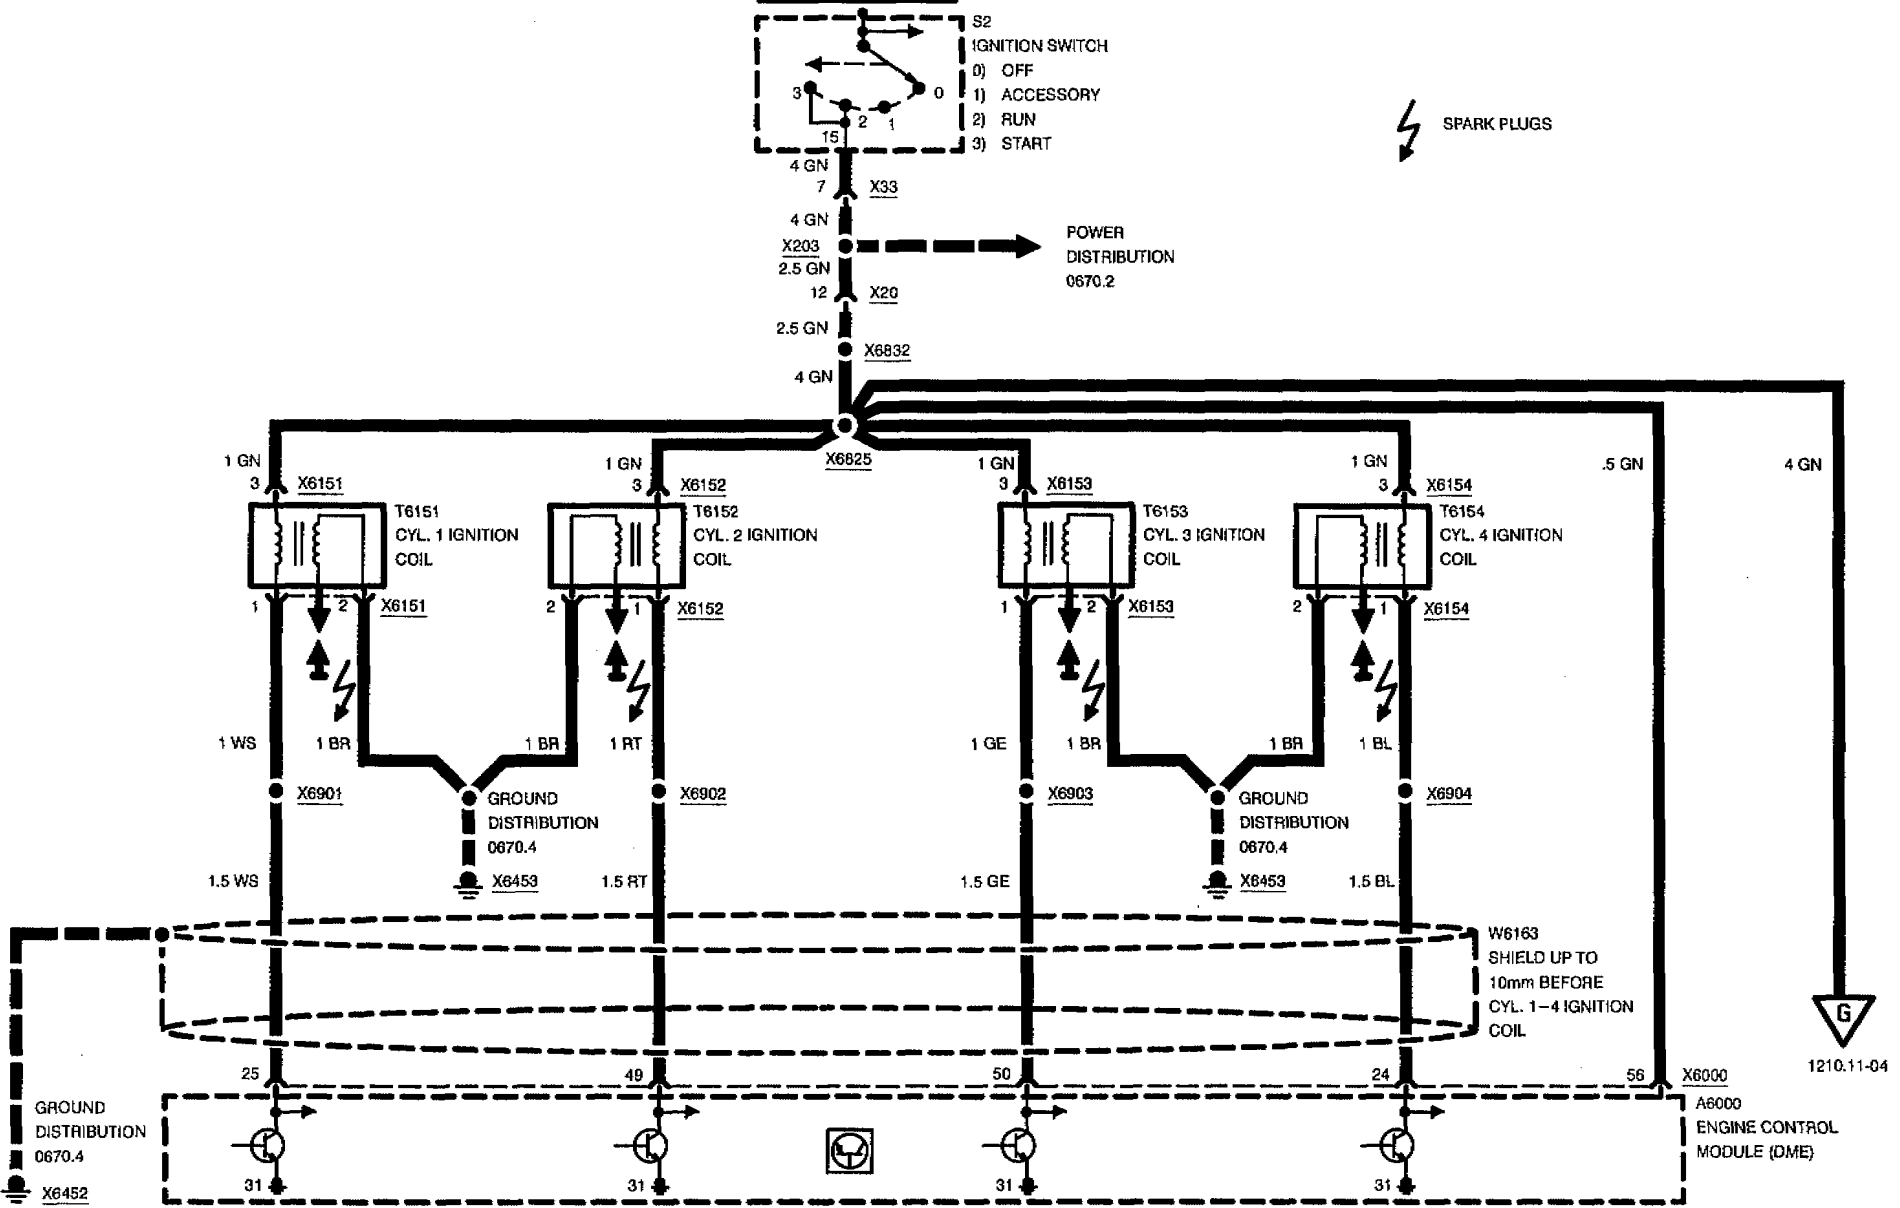 S2
IGNITION SWITCH
0) OFF
1) ACCESSORY
2) RUN
3) START
3
0
2
1
15
SPARK PLUGS
4 GN
7
X33
4 GN
X203
POWER
DISTRIBUTION
0670.2
2.5 GN
12
X20
2.5 GN
X6832
4 GN
X6825
1 GN
3
X6151
1 GN
3
X6152
1 GN
3
X6153
1 GN
3
X6154
.5 GN
4 GN
T6151
CYL. 1 IGNITION
COIL
T6152
CYL. 2 IGNITION
COIL
T6153
CYL. 3 IGNITION
COIL
T6154
CYL. 4 IGNITION
COIL
1
2
X6151
2
1
X6152
1
2
X6153
2
1
X6154
1 WS
1 BR
1 BR
1 RT
1 GE
1 BR
1 BR
1 BL
X6901
GROUND
DISTRIBUTION
0670.4
X6902
X6903
GROUND
DISTRIBUTION
0670.4
X6904
1.5 WS
X6453
1.5 RT
1.5 GE
X6453
1.5 BL
W6163
SHIELD UP TO
10mm BEFORE
CYL. 1-4 IGNITION
COIL
G
1210.11-04
25
49
50
24
56
X6000
A6000
ENGINE CONTROL
MODULE (DME)
GROUND
DISTRIBUTION
0670.4
X6452
31
31
31
31